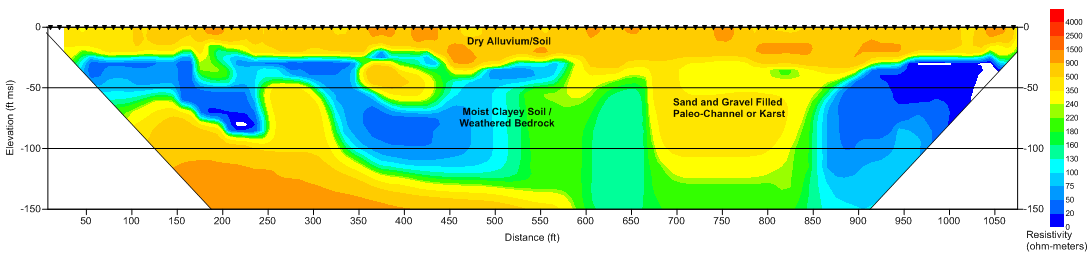 0
-50
-100
-150
Elevation (ft msl)
Dry Alluvium/Soil
Moist Clayey Soil /
Weathered Bedrock
Sand and Gravel Filled
Paleo-Channel or Karst
0
-50
-100
-150
50 100 150 200 250 300 350 400 450 500 550 600 650 700 750 800 850 900 950 1000 1050
Distance (ft)
4000
2500
1500
900
500
350
240
220
160
130
100
75
50
20
0
Resistivity
(ohm-meters)